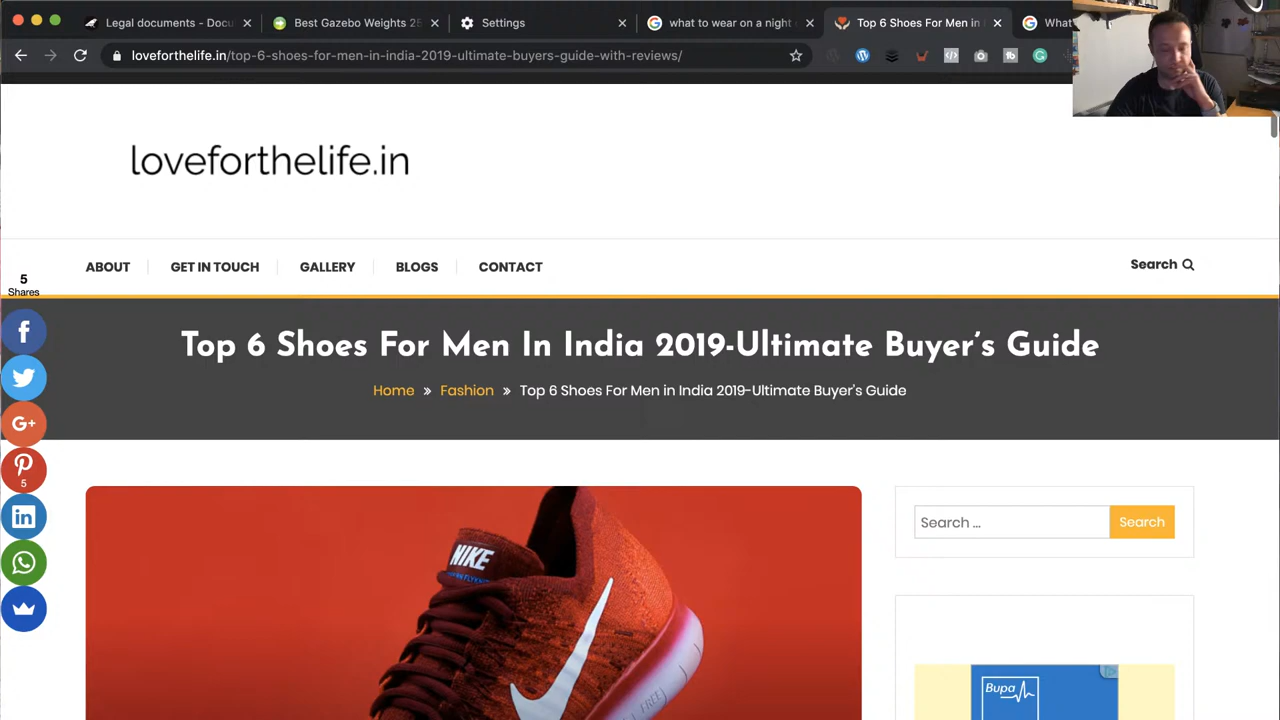 Legal documents - Docu
Best Gazebo Weights 25
Settings
what to wear on a night
Top 6 Shoes For Men in
What
loveforthelife.in/top-6-shoes-for-men-in-india-2019-ultimate-buyers-guide-with-reviews/
loveforthelife.in
ABOUT
GET IN TOUCH
GALLERY
BLOGS
CONTACT
Search
5
Shares
Top 6 Shoes For Men In India 2019-Ultimate Buyer's Guide
Home » Fashion » Top 6 Shoes For Men in India 2019-Ultimate Buyer's Guide
f
G+
5
in
Search ...
Search
NIKE
FREE
Bupa